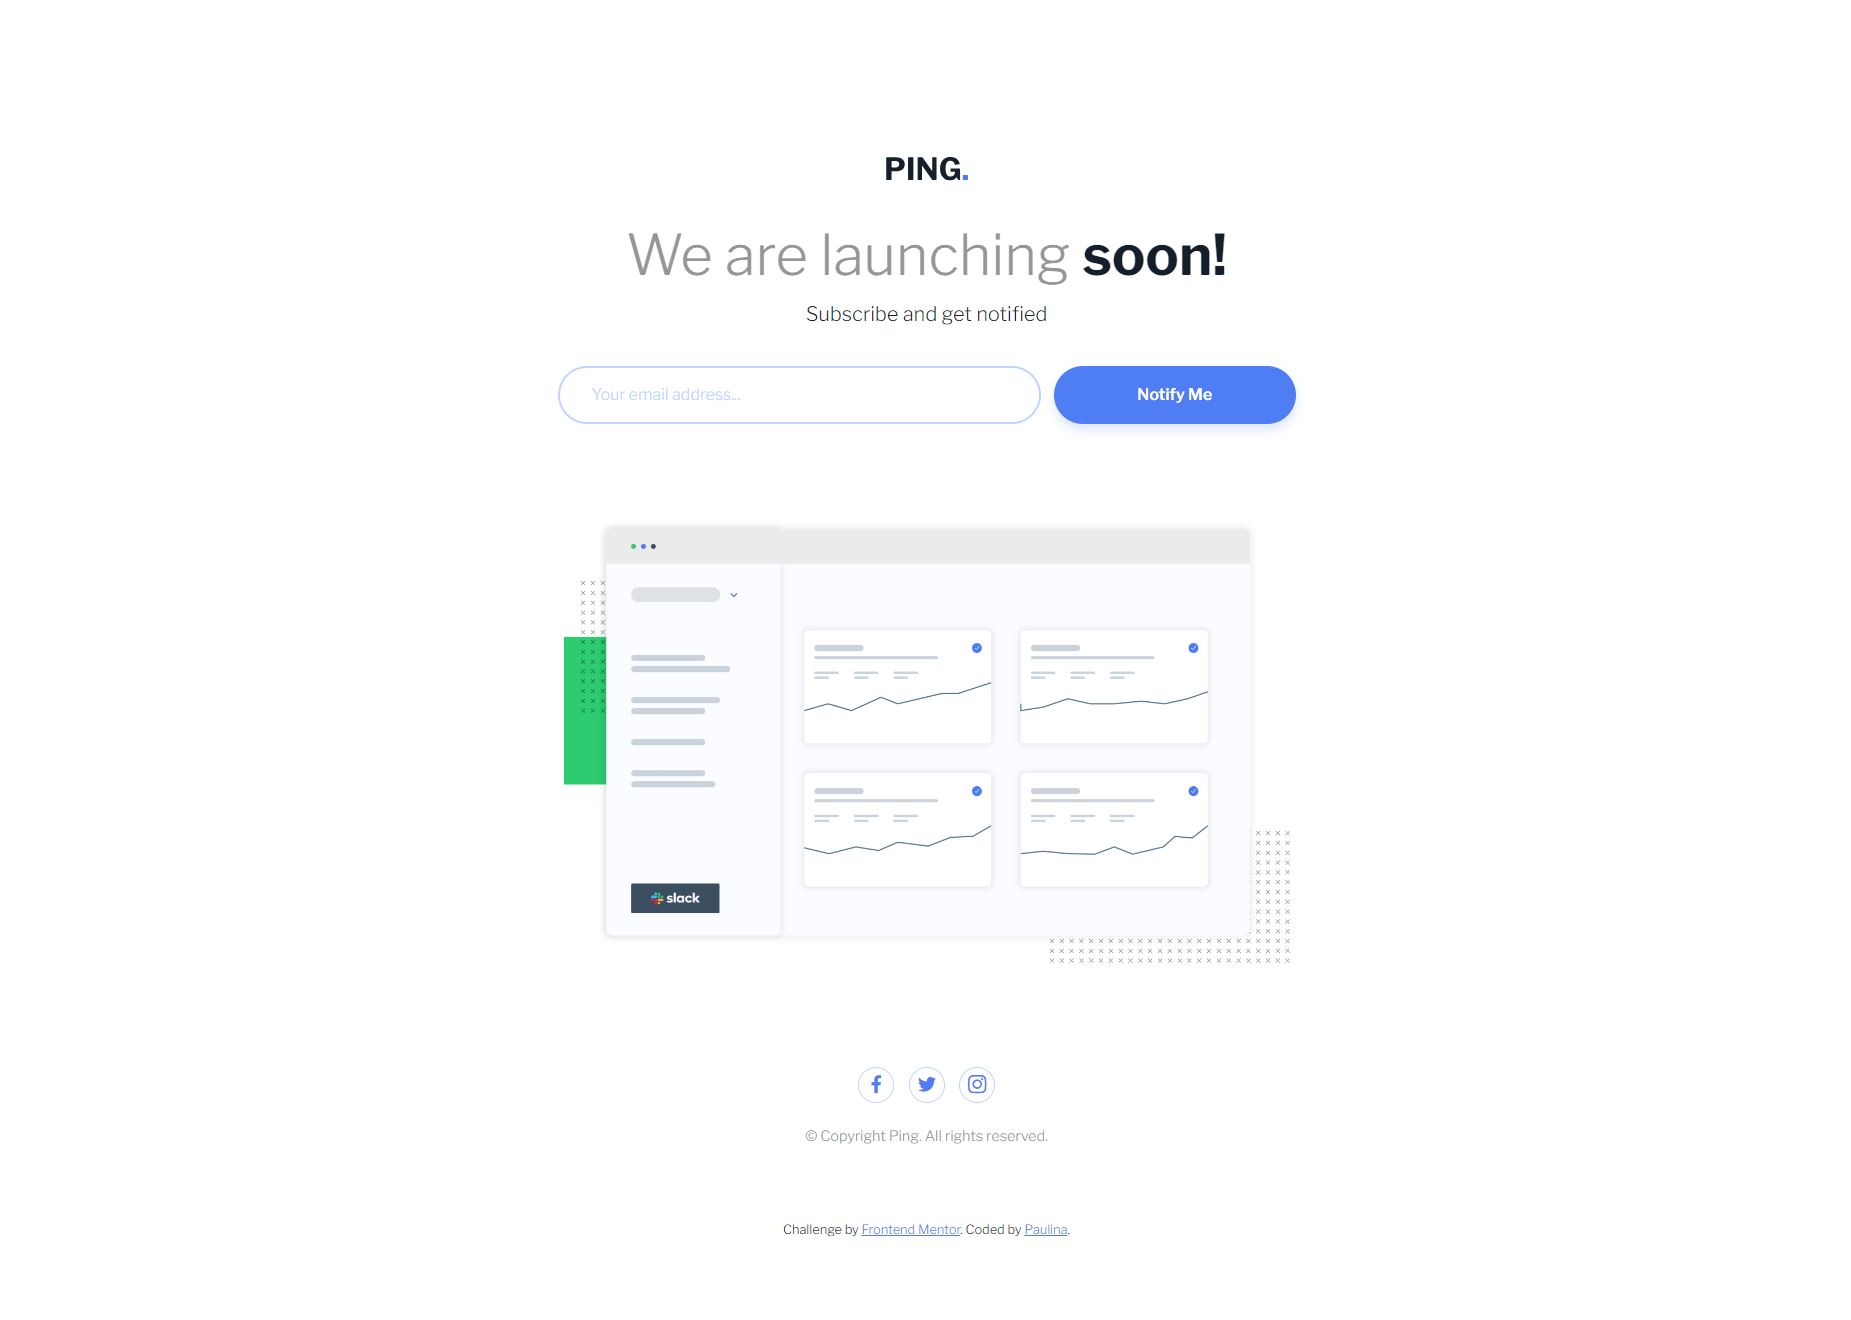 PING.
We are launching soon!
Subscribe and get notified
Your email address...
Notify Me
slack
© Copyright Ping. All rights reserved.
Challenge by Frontend Mentor. Coded by Paulina.